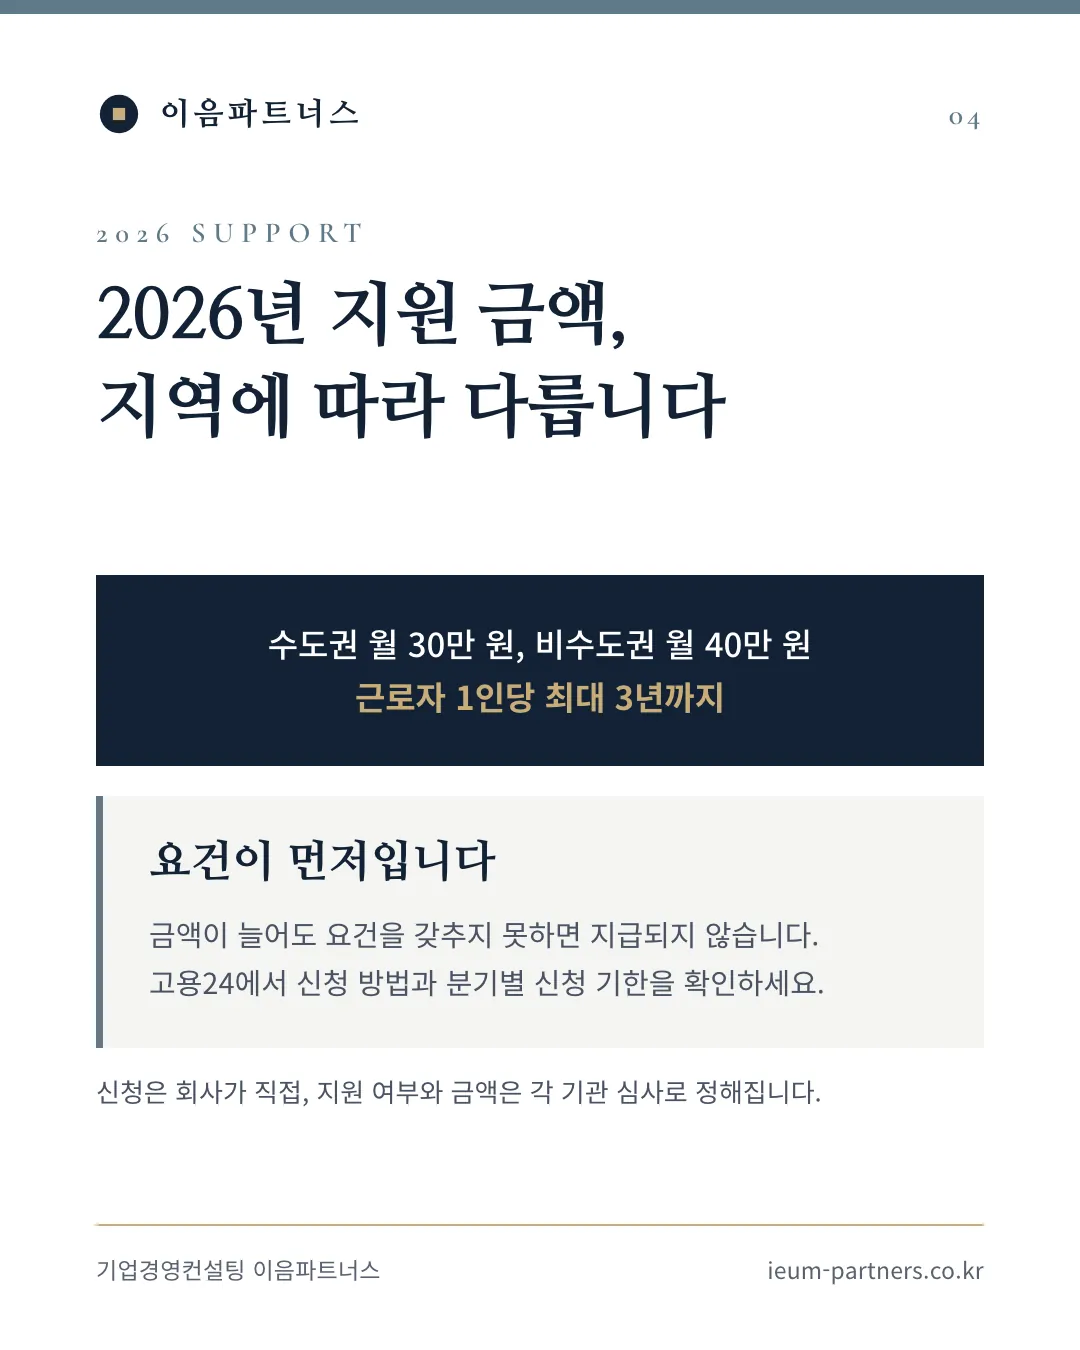 이음파트너스
04
2026 SUPPORT
2026년 지원 금액,
지역에 따라 다릅니다
수도권 월 30만 원, 비수도권 월 40만 원
근로자 1인당 최대 3년까지
요건이 먼저입니다
금액이 늘어도 요건을 갖추지 못하면 지급되지 않습니다.
고용24에서 신청 방법과 분기별 신청 기한을 확인하세요.
신청은 회사가 직접, 지원 여부와 금액은 각 기관 심사로 정해집니다.
기업경영컨설팅 이음파트너스
ieum-partners.co.kr